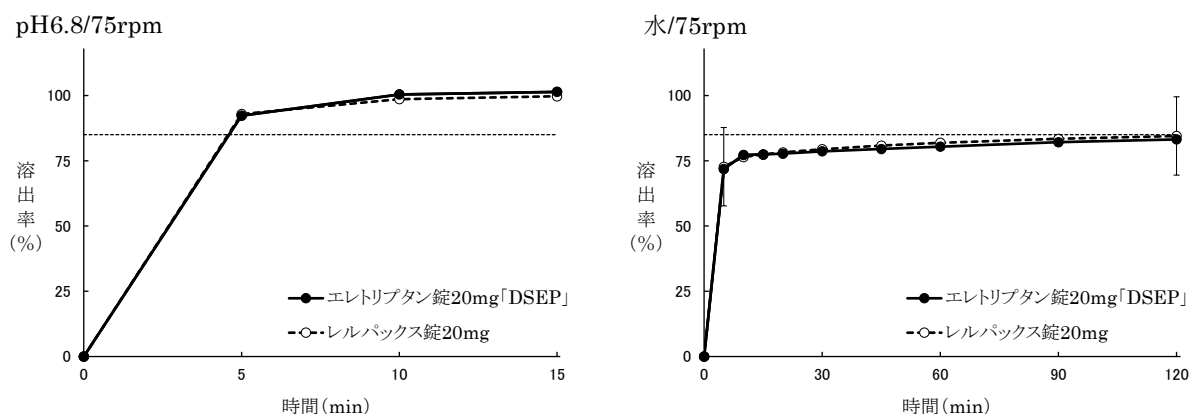 pH6.8/75rpm
100
75
50
25
0
溶出率(%)
0 5 10 15
時間(min)
エレトリプタン錠20mg「DSEP」
レルパックス錠20mg
水/75rpm
100
75
50
25
0
溶出率(%)
0 30 60 90 120
時間(min)
エレトリプタン錠20mg「DSEP」
レルパックス錠20mg